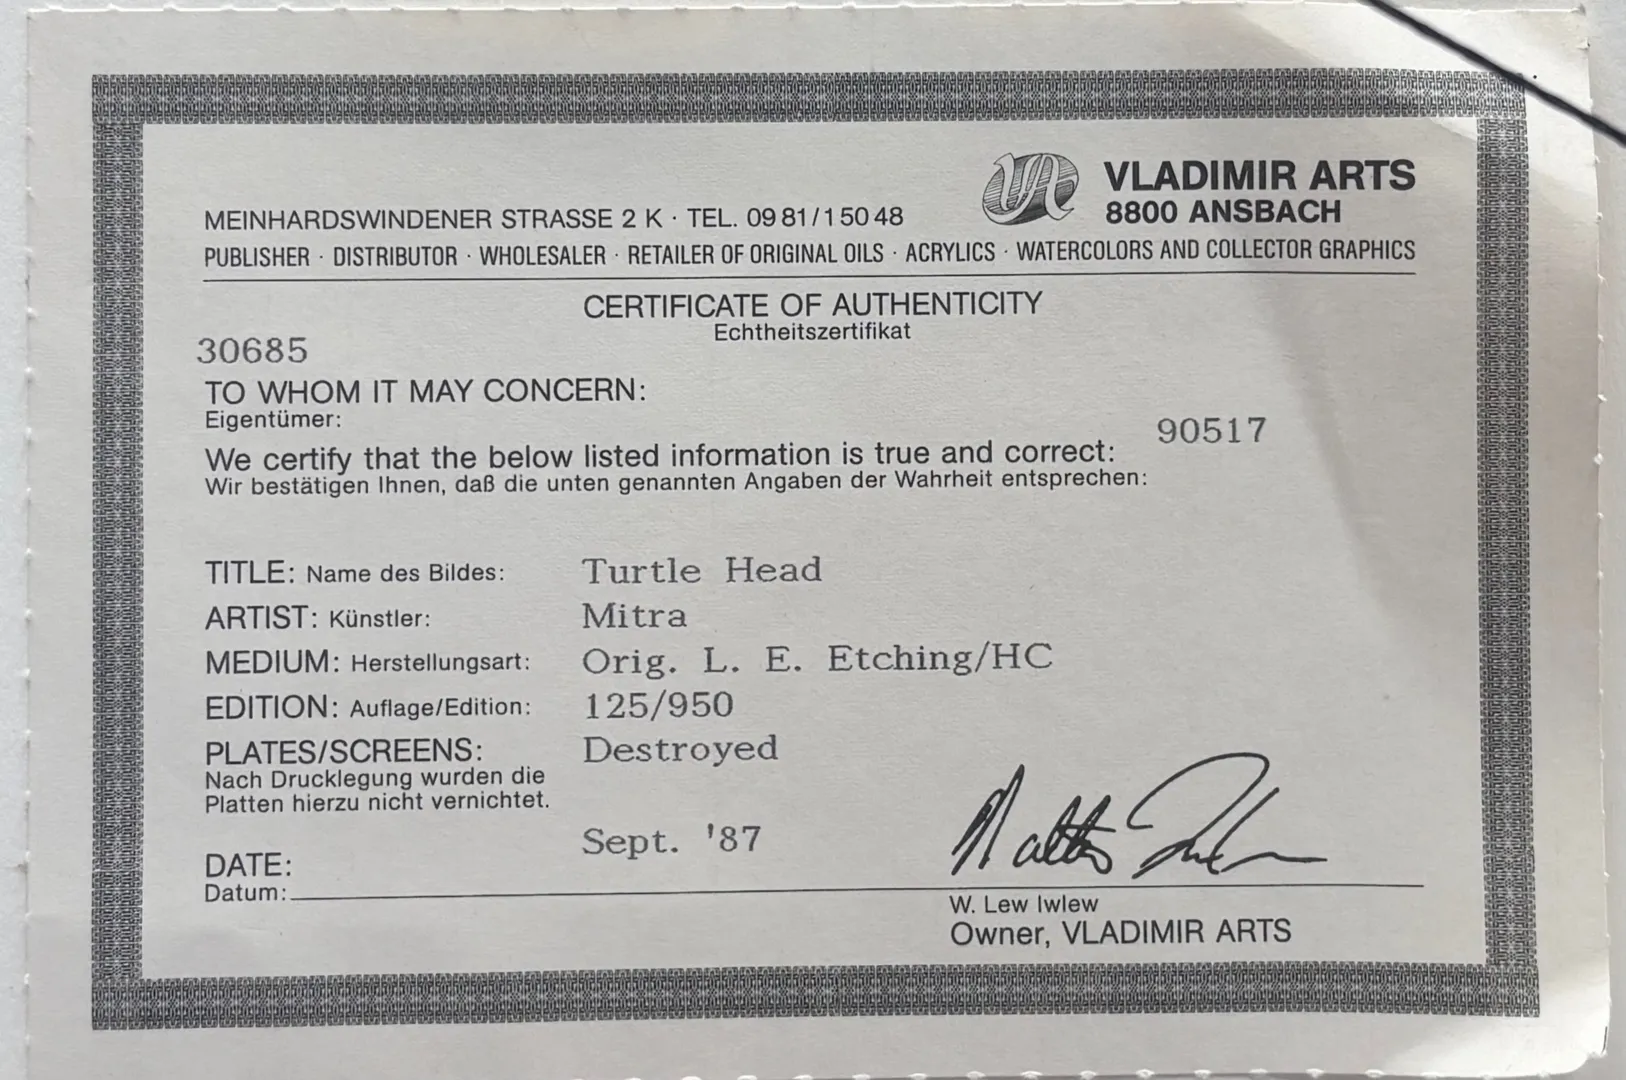 VA
VLADIMIR ARTS
8800 ANSBACH
MEINHARDSWINDENER STRASSE 2 K · TEL. 09 81/1 50 48
PUBLISHER · DISTRIBUTOR · WHOLESALER · RETAILER OF ORIGINAL OILS · ACRYLICS · WATERCOLORS AND COLLECTOR GRAPHICS
CERTIFICATE OF AUTHENTICITY
Echtheitszertifikat
30685
TO WHOM IT MAY CONCERN:
Eigentümer:
90517
We certify that the below listed information is true and correct:
Wir bestätigen Ihnen, daß die unten genannten Angaben der Wahrheit entsprechen:
TITLE: Name des Bildes: Turtle Head
ARTIST: Künstler: Mitra
MEDIUM: Herstellungsart: Orig. L. E. Etching/HC
EDITION: Auflage/Edition: 125/950
PLATES/SCREENS: Destroyed
Nach Drucklegung wurden die
Platten hierzu nicht vernichtet.
Sept. '87
DATE:
Datum:
W. Lew Iwlew
Owner, VLADIMIR ARTS